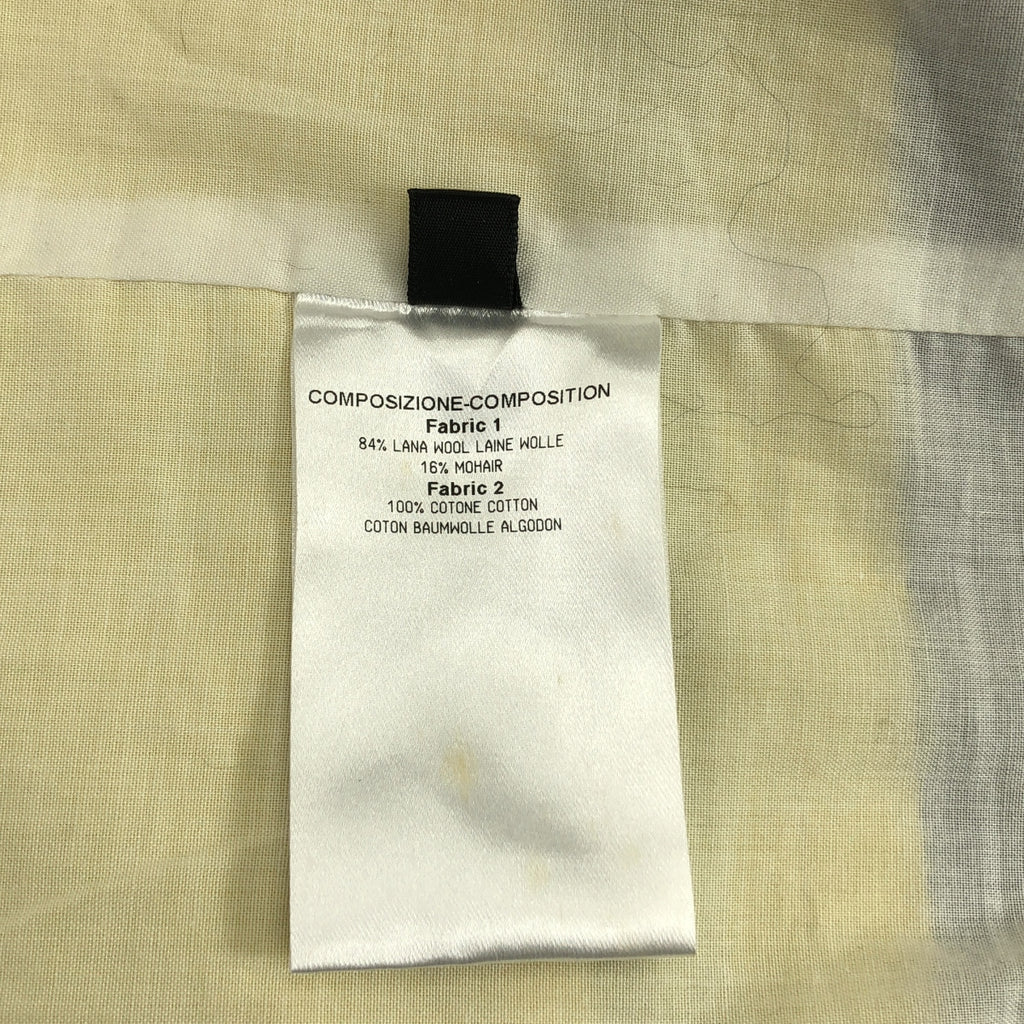 COMPOSIZIONE-COMPOSITION
Fabric 1
84% LANA WOOL LAINE WOLLE
16% MOHAIR
Fabric 2
100% COTONE COTTON
COTON BAUMWOLLE ALGODON